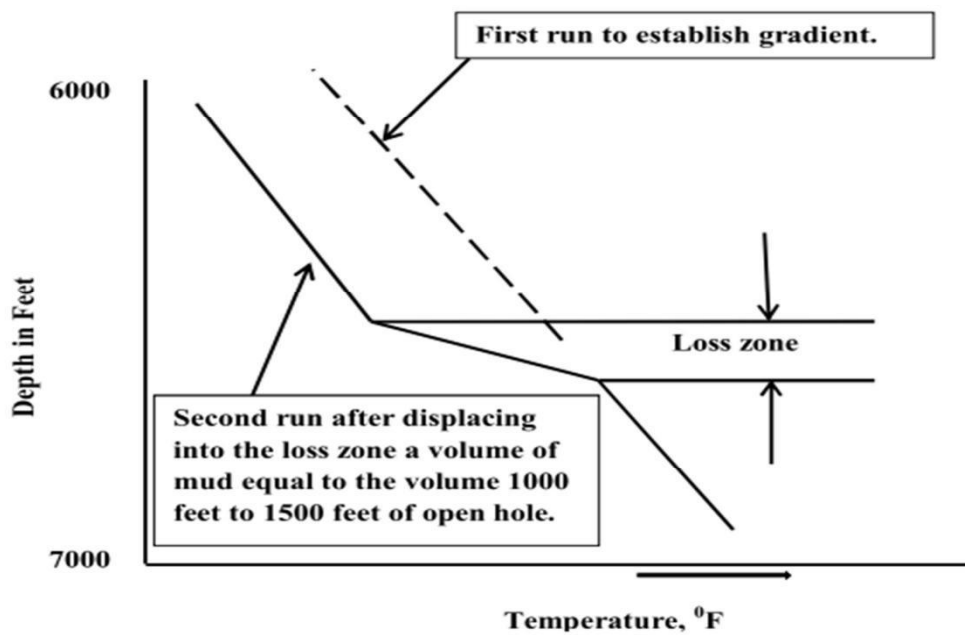 First run to establish gradient.
6000
Depth in Feet
Loss zone
Second run after displacing
into the loss zone a volume of
mud equal to the volume 1000
feet to 1500 feet of open hole.
7000
Temperature, ⁰F